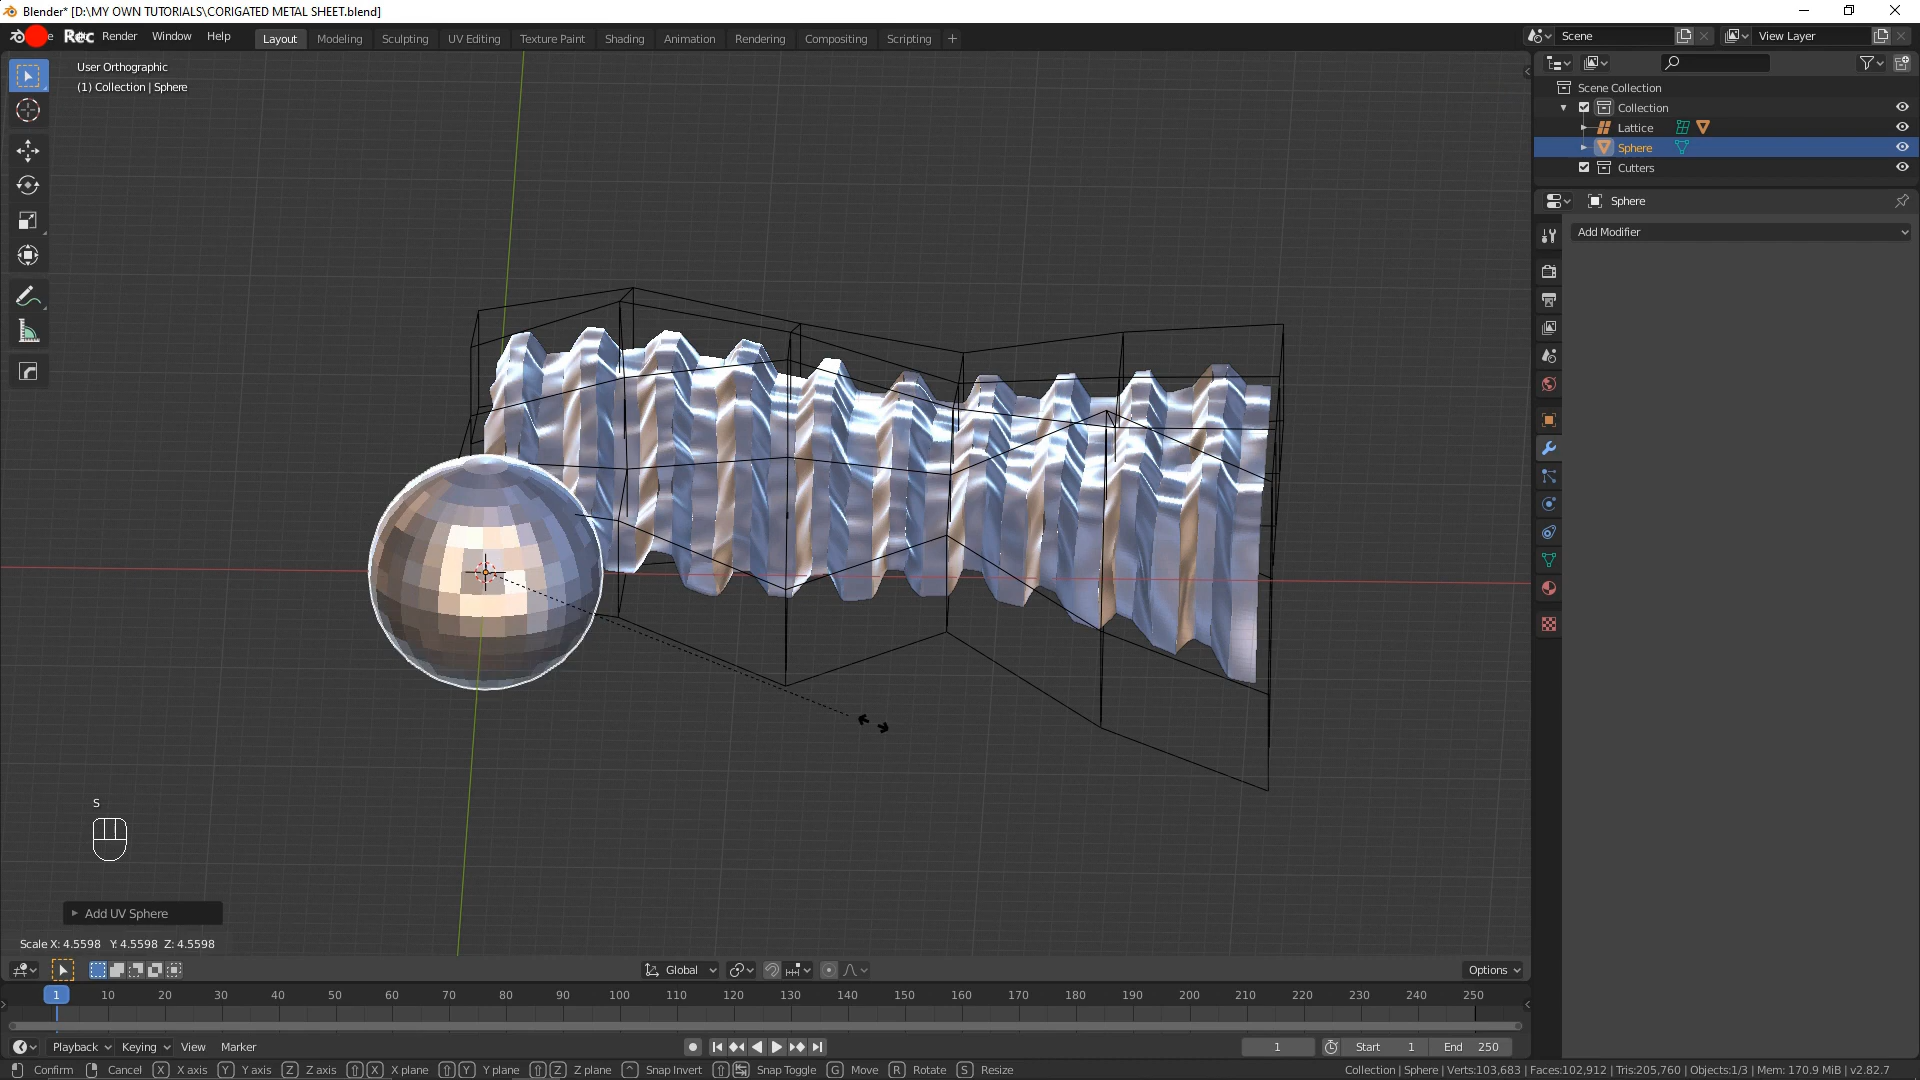 Blender* [D:\MY OWN TUTORIALS\CORIGATED METAL SHEET.blend]
Rec Render Window Help Layout Modeling Sculpting UV Editing Texture Paint Shading Animation Rendering Compositing Scripting + Scene View Layer
User Orthographic
(1) Collection | Sphere
Scene Collection
Collection
Lattice
Sphere
Cutters
Sphere
Add Modifier
S
Add UV Sphere
Scale X: 4.5598 Y: 4.5598 Z: 4.5598
Global Options
1 10 20 30 40 50 60 70 80 90 100 110 120 130 140 150 160 170 180 190 200 210 220 230 240 250
Playback Keying View Marker 1 Start 1 End 250
Confirm Cancel X X axis Y Y axis Z Z axis X X plane Y Y plane Z Z plane Snap Invert Snap Toggle G Move R Rotate S Resize Collection | Sphere | Verts:103,683 | Faces:102,912 | Tris:205,760 | Objects:1/3 | Mem: 170.9 MiB | v2.82.7